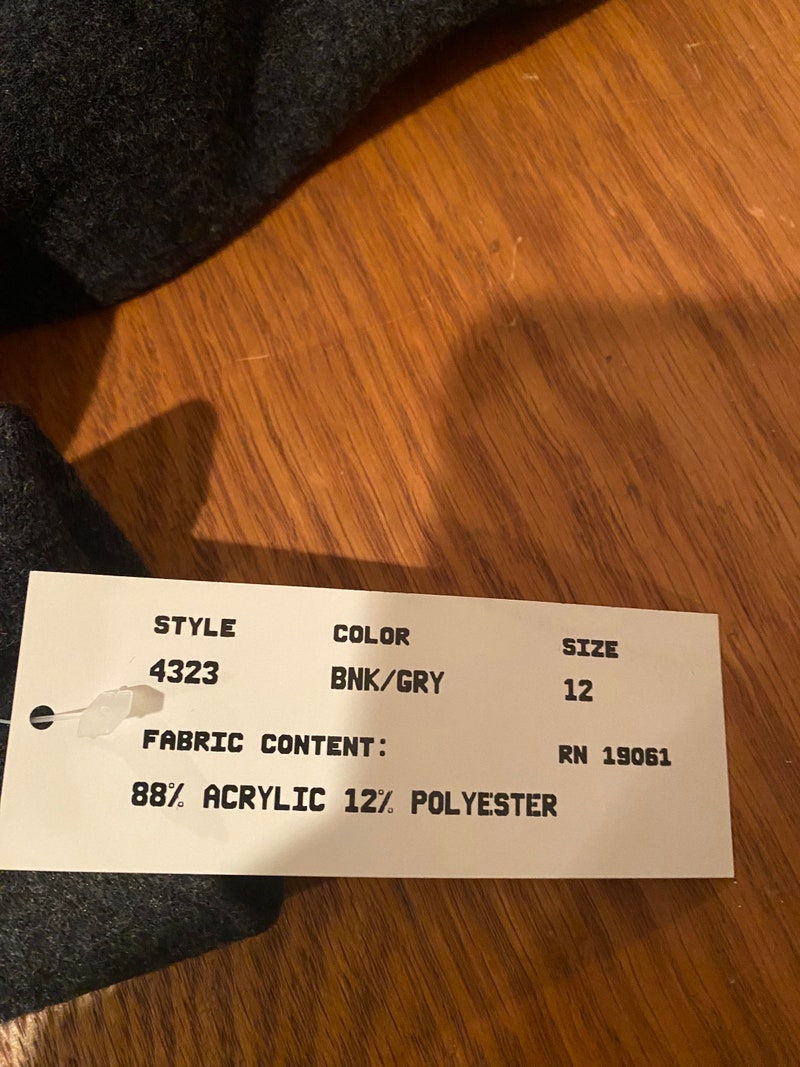 STYLE COLOR SIZE
4323 BNK/GRY 12
FABRIC CONTENT: RN 19061
88% ACRYLIC 12% POLYESTER